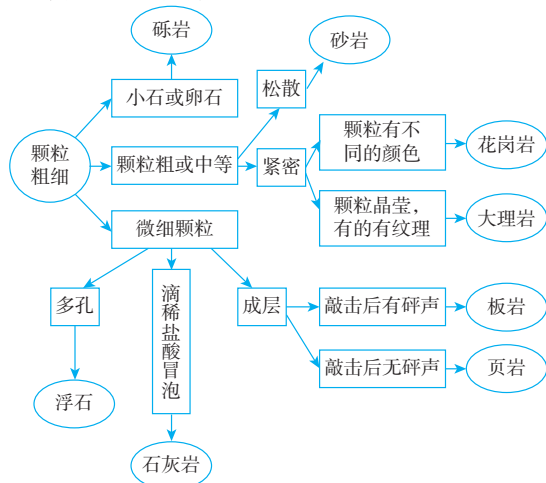 砾岩
砂岩
小石或卵石
松散
颗粒
粗细
颗粒粗或中等
紧密
颗粒有不
同的颜色
花岗岩
颗粒晶莹，
有的有纹理
大理岩
微细颗粒
多孔
滴稀盐酸冒泡
成层
敲击后有砰声
板岩
敲击后无砰声
页岩
浮石
石灰岩